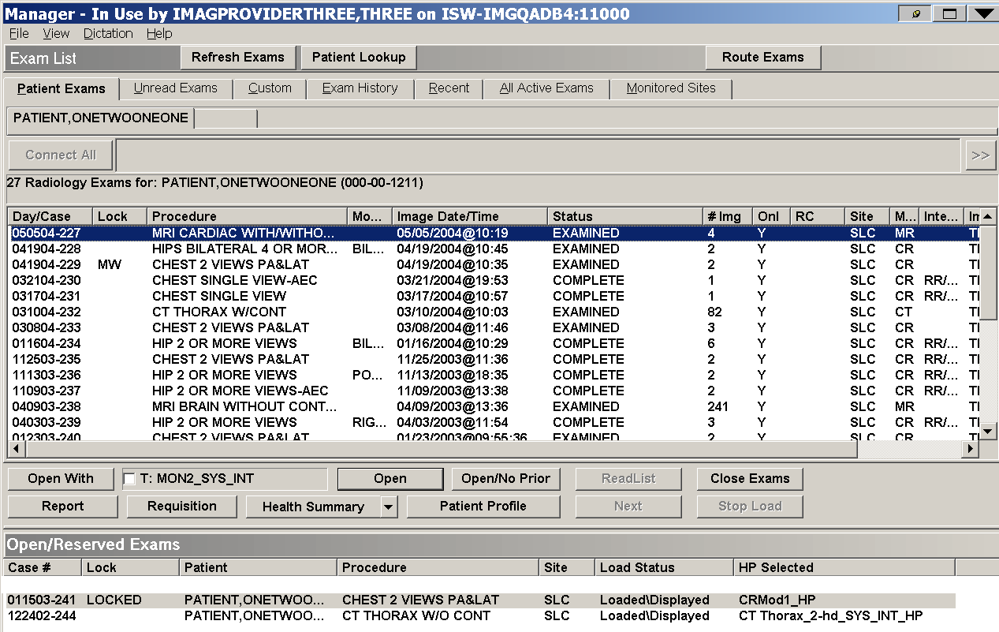 Manager - In Use by IMAGPROVIDERTHREE,THREE on ISW-IMGQADB4:11000
File View Dictation Help
Exam List Refresh Exams Patient Lookup Route Exams
Patient Exams Unread Exams Custom Exam History Recent All Active Exams Monitored Sites
PATIENT,ONETWOONEONE
Connect All >>
27 Radiology Exams for: PATIENT,ONETWOONEONE (000-00-1211)
Day/Case Lock Procedure Mo... Image Date/Time Status # Img Onl RC Site M... Inte... Im
050504-227 MRI CARDIAC WITH/WITHO... 05/05/2004@10:19 EXAMINED 4 Y SLC MR TI
041904-228 HIPS BILATERAL 4 OR MOR... BIL... 04/19/2004@10:45 EXAMINED 2 Y SLC CR TI
041904-229 MW CHEST 2 VIEWS PA&LAT 04/19/2004@10:35 EXAMINED 2 Y SLC CR TI
032104-230 CHEST SINGLE VIEW-AEC 03/21/2004@19:53 COMPLETE 1 Y SLC CR RR/... TI
031704-231 CHEST SINGLE VIEW 03/17/2004@10:57 COMPLETE 1 Y SLC CR RR/... TI
031004-232 CT THORAX W/CONT 03/10/2004@10:03 EXAMINED 82 Y SLC CT TI
030804-233 CHEST 2 VIEWS PA&LAT 03/08/2004@11:46 EXAMINED 3 Y SLC CR TI
011604-234 HIP 2 OR MORE VIEWS BIL... 01/16/2004@10:29 COMPLETE 6 Y SLC CR RR/... TI
112503-235 CHEST 2 VIEWS PA&LAT 11/25/2003@11:36 COMPLETE 2 Y SLC CR RR/... TI
111303-236 HIP 2 OR MORE VIEWS PO... 11/13/2003@18:35 COMPLETE 2 Y SLC CR RR/... TI
110903-237 HIP 2 OR MORE VIEWS-AEC 11/09/2003@13:38 COMPLETE 2 Y SLC CR RR/... TI
040903-238 MRI BRAIN WITHOUT CONT... 04/09/2003@13:36 EXAMINED 241 Y SLC MR TI
040303-239 HIP 2 OR MORE VIEWS RIG... 04/03/2003@11:54 COMPLETE 3 Y SLC CR RR/... TI
012303-240 CHEST 2 VIEWS PA&LAT 01/23/2003@09:55:36 EXAMINED 2 Y SLC CR TI
Open With T: MON2_SYS_INT Open Open/No Prior ReadList Close Exams
Report Requisition Health Summary Patient Profile Next Stop Load
Open/Reserved Exams
Case # Lock Patient Procedure Site Load Status HP Selected
011503-241 LOCKED PATIENT,ONETWOO... CHEST 2 VIEWS PA&LAT SLC Loaded\Displayed CRMod1_HP
122402-244 PATIENT,ONETWOO... CT THORAX W/O CONT SLC Loaded\Displayed CT Thorax_2-hd_SYS_INT_HP